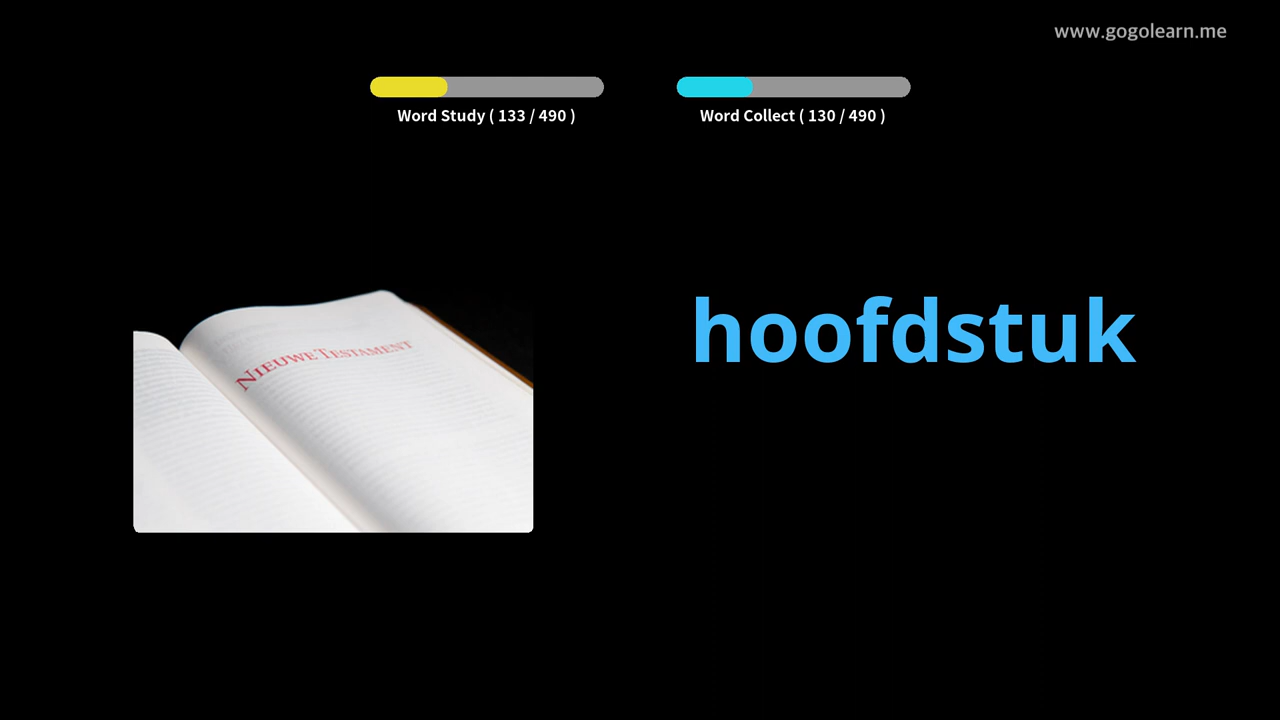 www.gogolearn.me
Word Study ( 133 / 490 )
Word Collect ( 130 / 490 )
NIEUWE TESTAMENT
hoofdstuk